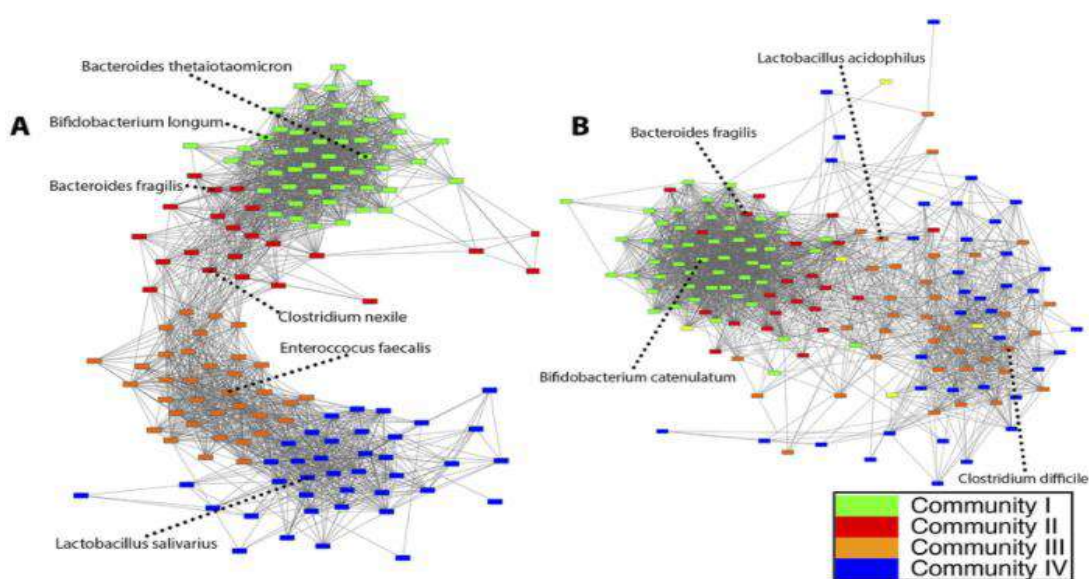 A
Bacteroides thetaiotaomicron
Bifidobacterium longum
Bacteroides fragilis
Clostridium nexile
Enteroccocus faecalis
Lactobacillus salivarius
B
Lactobacillus acidophilus
Bacteroides fragilis
Bifidobacterium catenulatum
Clostridium difficile
Community I
Community II
Community III
Community IV